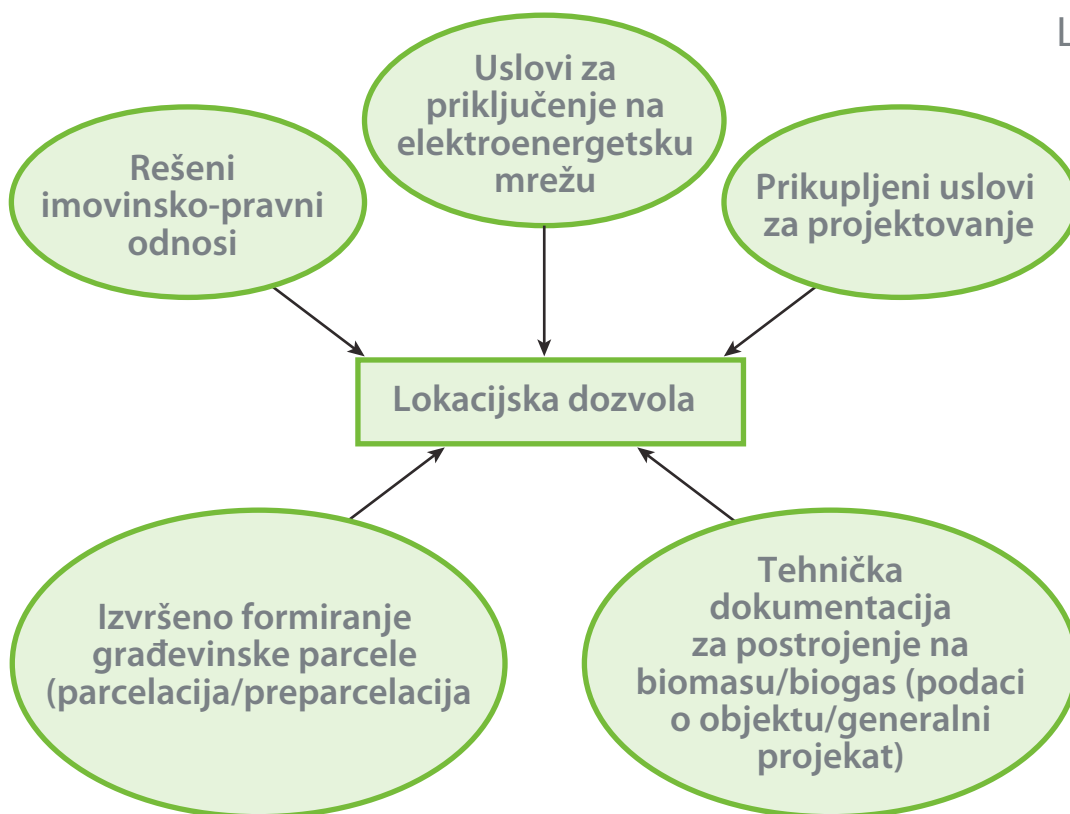 L
Uslovi za
priključenje na
elektroenergetsku
mrežu
Rešeni
imovinsko-pravni
odnosi
Prikupljeni uslovi
za projektovanje
Lokacijska dozvola
Izvršeno formiranje
građevinske parcele
(parcelacija/preparcelacija
Tehnička
dokumentacija
za postrojenje na
biomasu/biogas (podaci
o objektu/generalni
projekat)